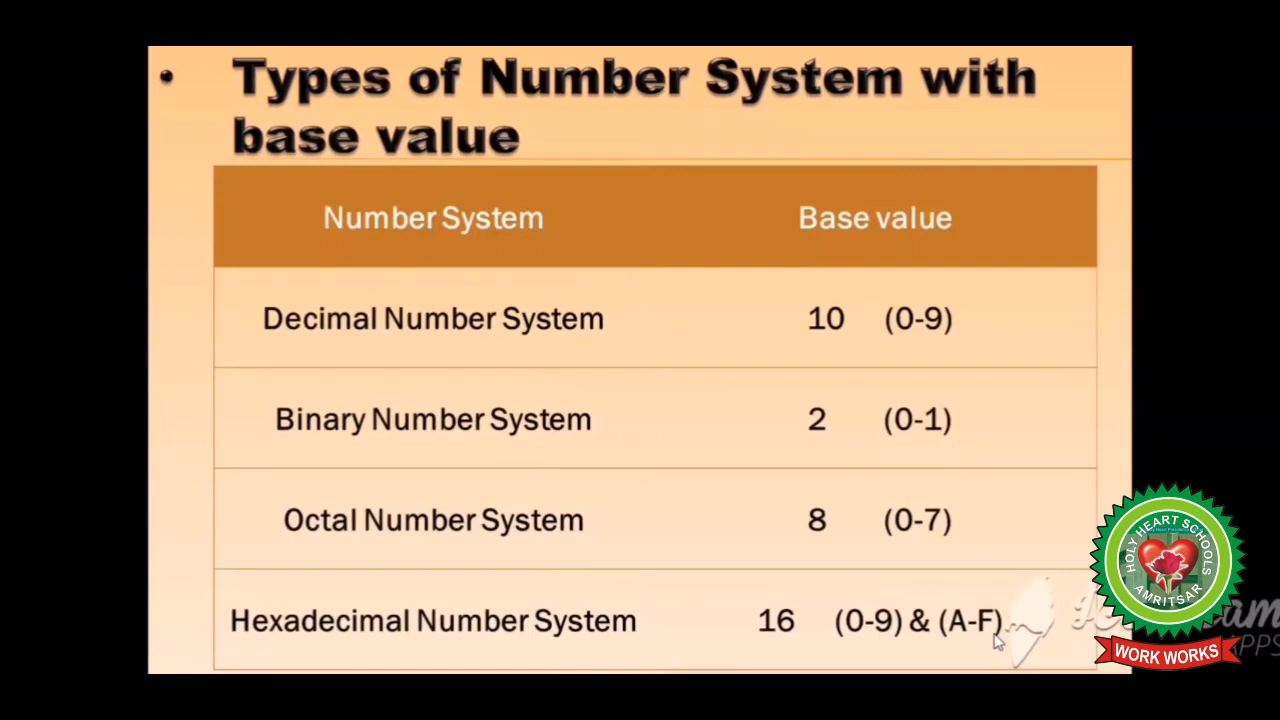 • Types of Number System with
base value
Number System Base value
Decimal Number System 10 (0-9)
Binary Number System 2 (0-1)
Octal Number System 8 (0-7)
Hexadecimal Number System 16 (0-9) & (A-F)
HOLY HEART SCHOOLS
AMRITSAR
WORK WORKS